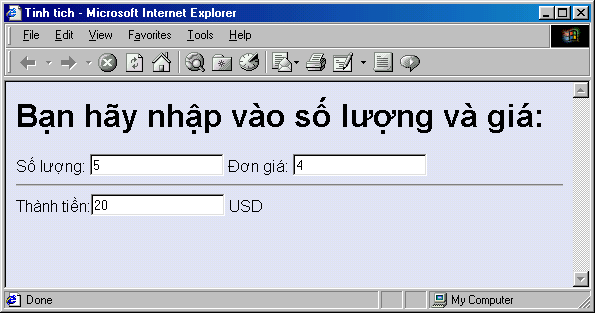 Tinh tich - Microsoft Internet Explorer
File Edit View Favorites Tools Help
Bạn hãy nhập vào số lượng và giá:
Số lượng: 5 Đơn giá: 4
Thành tiền: 20 USD
Done My Computer